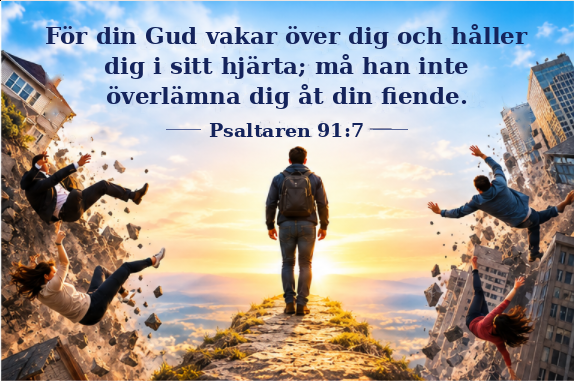 För din Gud vakar över dig och håller
dig i sitt hjärta; må han inte
överlämna dig åt din fiende.
Psaltaren 91:7